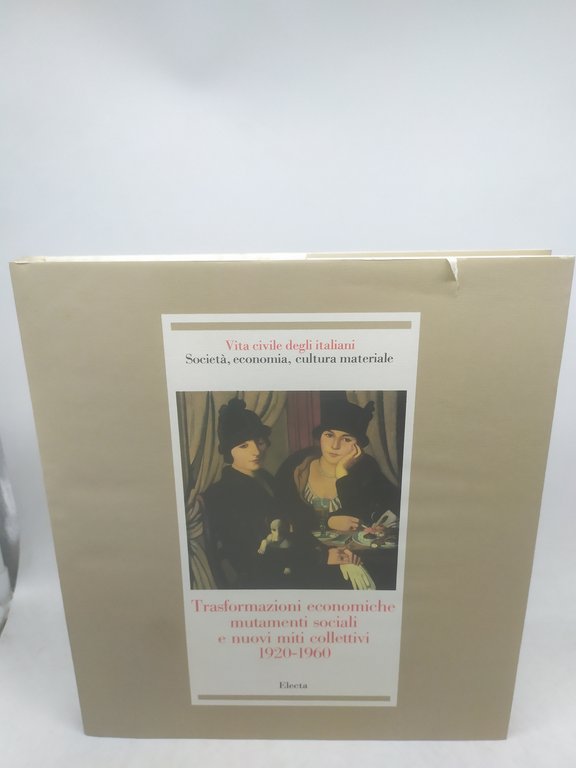 Vita civile degli italiani
Società, economia, cultura materiale
Trasformazioni economiche
mutamenti sociali
e nuovi miti collettivi
1920-1960
Electa